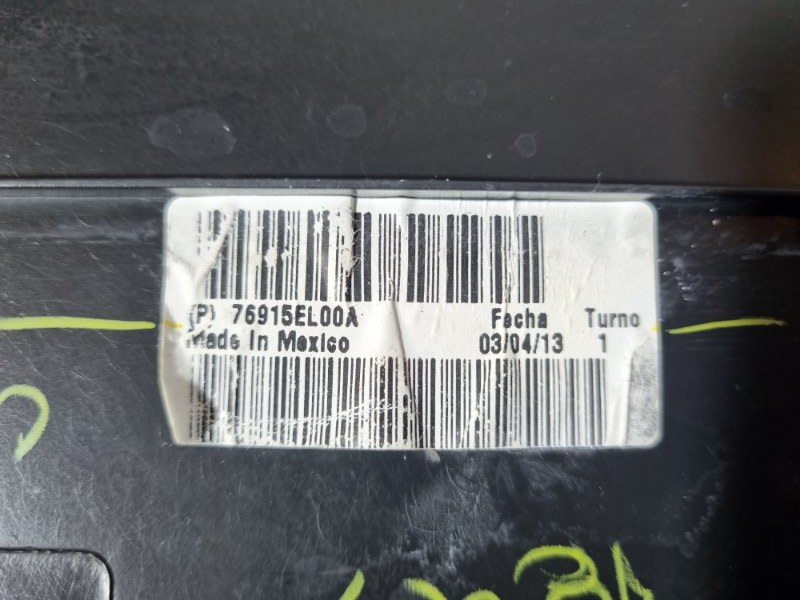 (P) 76915EL00A Fecha Turno
Made In Mexico 03/04/13 1